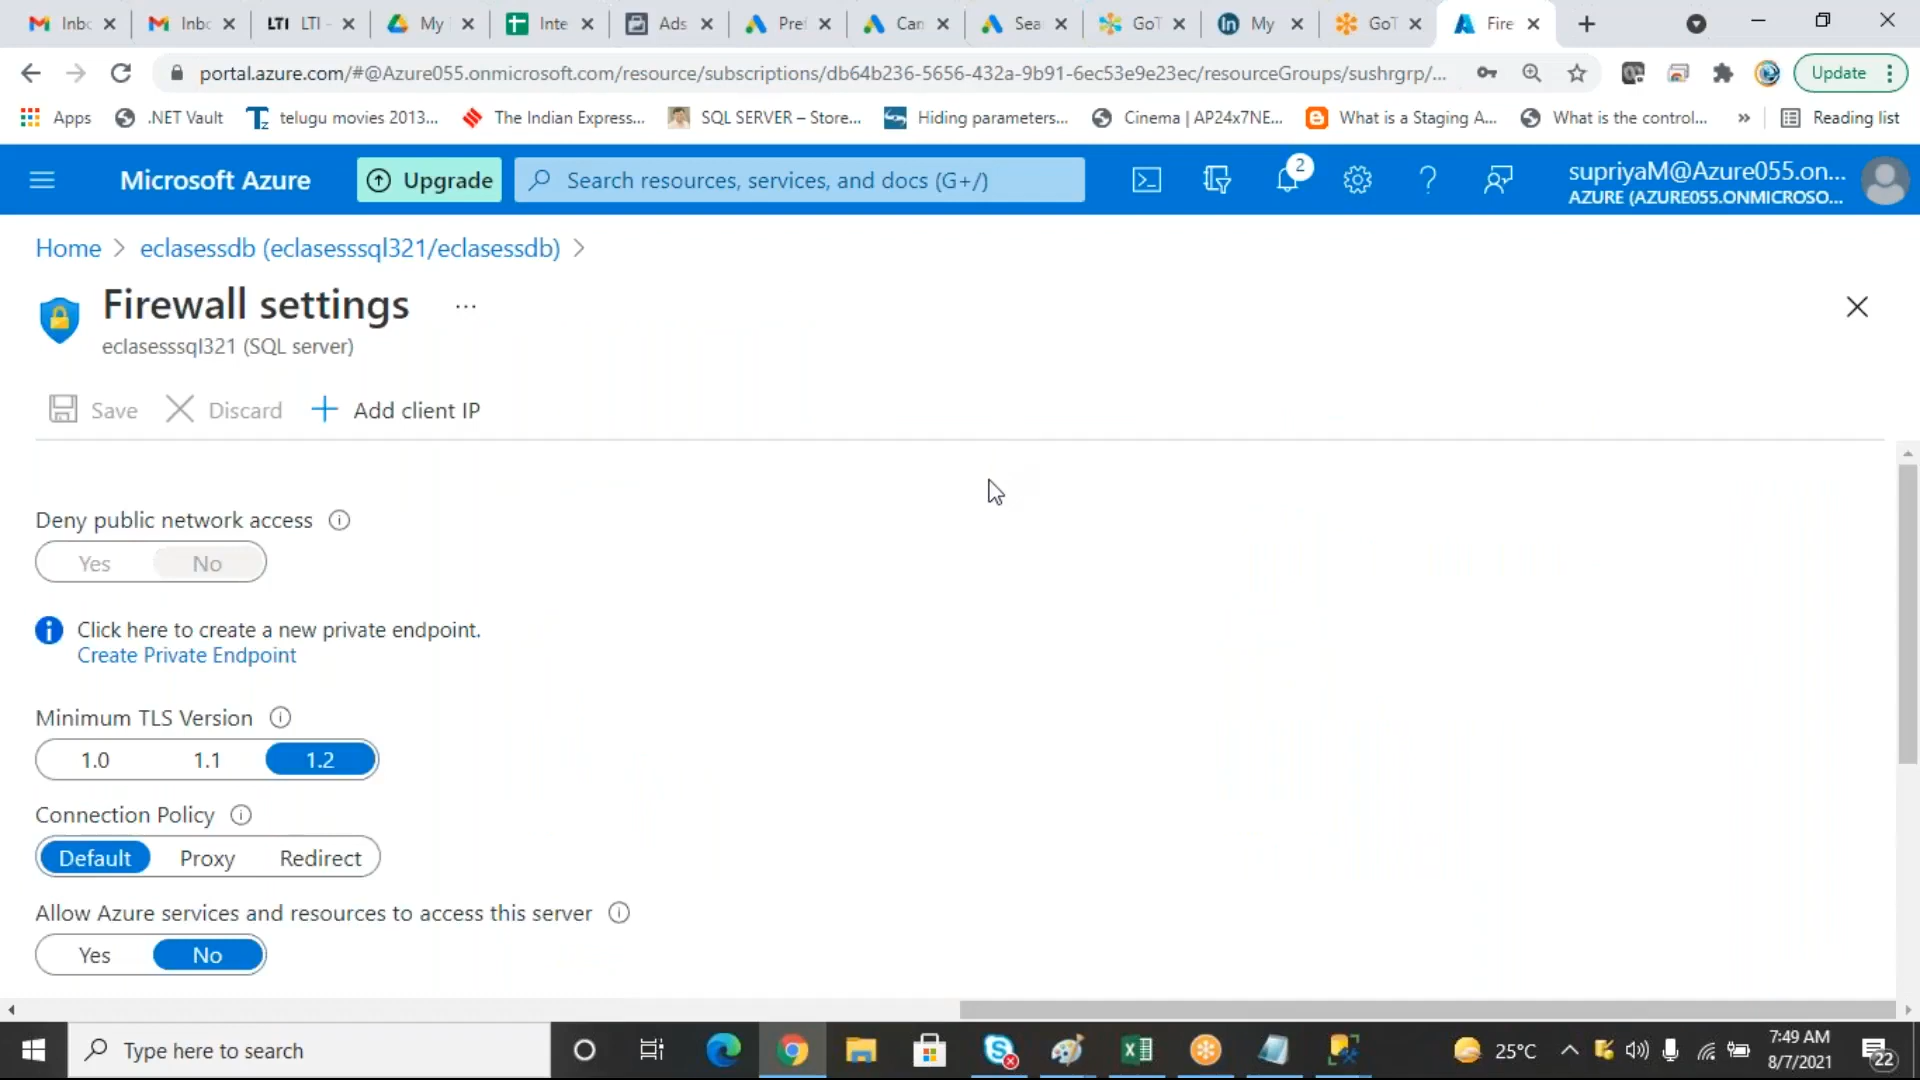 Inbc
Inbc
LTI LTI -
My
Inte
Ads
Pre
Can
Sea
GoT
My
GoT
Fire
portal.azure.com/#@Azure055.onmicrosoft.com/resource/subscriptions/db64b236-5656-432a-9b91-6ec53e9e23ec/resourceGroups/sushrgrp/...
Update
Apps
.NET Vault
telugu movies 2013...
The Indian Express...
SQL SERVER – Store...
Hiding parameters...
Cinema | AP24x7NE...
What is a Staging A...
What is the control...
»
Reading list
Microsoft Azure
Upgrade
Search resources, services, and docs (G+/)
2
supriyaM@Azure055.on...
AZURE (AZURE055.ONMICROSO...
Home > eclasessdb (eclasesssql321/eclasessdb) >
Firewall settings ...
eclasesssql321 (SQL server)
Save Discard Add client IP
Deny public network access
Yes No
Click here to create a new private endpoint.
Create Private Endpoint
Minimum TLS Version
1.0 1.1 1.2
Connection Policy
Default Proxy Redirect
Allow Azure services and resources to access this server
Yes No
Type here to search
25°C
7:49 AM
8/7/2021
22